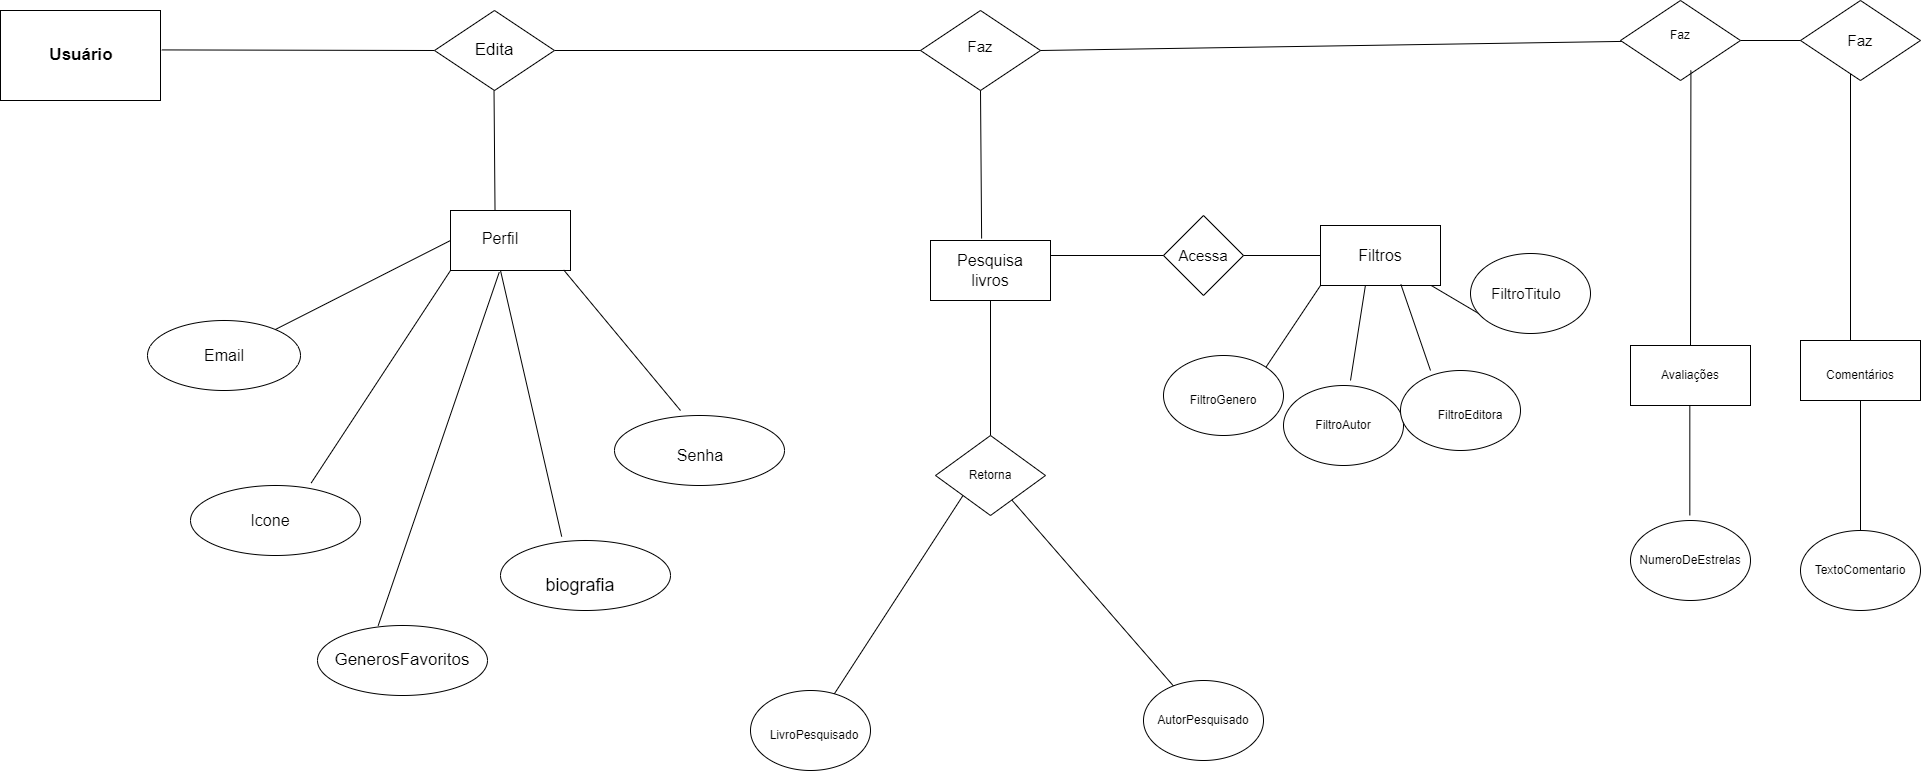 Usuário
Edita
Faz
Faz
Faz
Perfil
Pesquisa
livros
Acessa
Filtros
FiltroTitulo
Email
Avaliações
Comentários
FiltroGenero
FiltroAutor
FiltroEditora
Senha
Retorna
Icone
NumeroDeEstrelas
TextoComentario
biografia
GenerosFavoritos
LivroPesquisado
AutorPesquisado